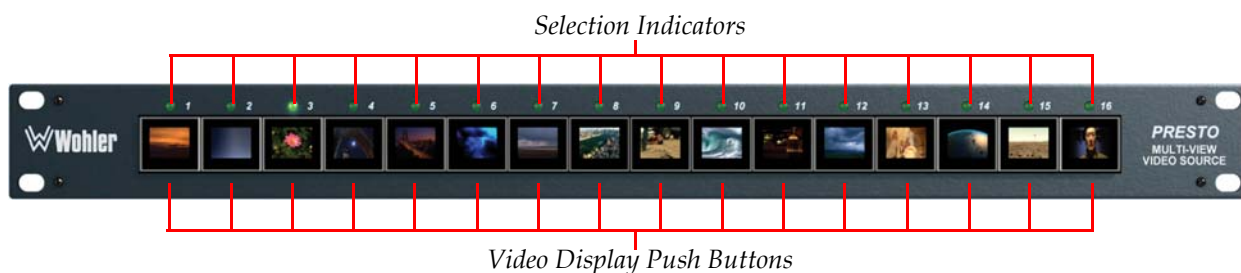 Selection Indicators
1 2 3 4 5 6 7 8 9 10 11 12 13 14 15 16
Wohler
PRESTO
MULTI-VIEW
VIDEO SOURCE
Video Display Push Buttons